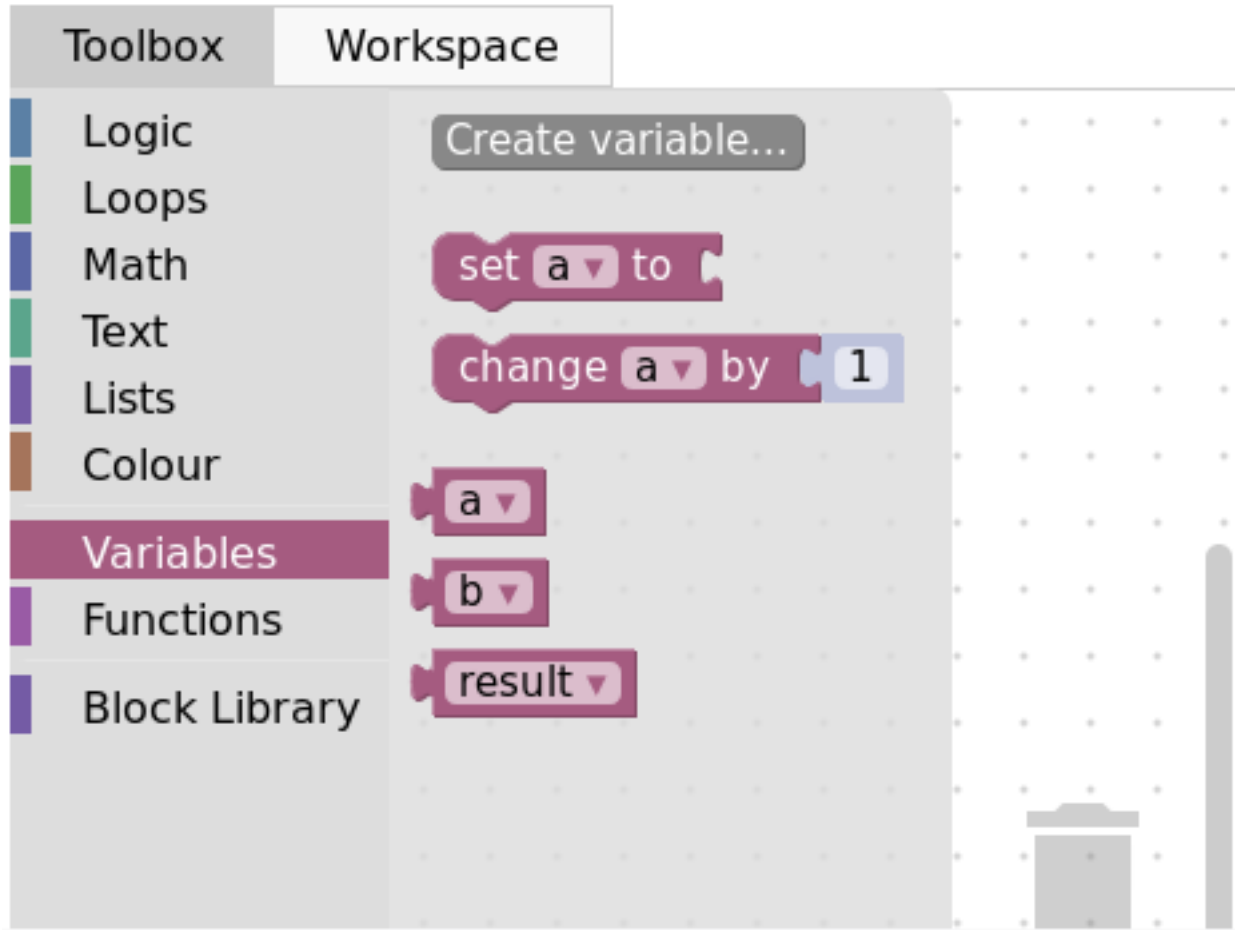 Toolbox
Workspace
Logic
Loops
Math
Text
Lists
Colour
Variables
Functions
Block Library
Create variable...
set a ▾ to
change a ▾ by 1
a ▾
b ▾
result ▾